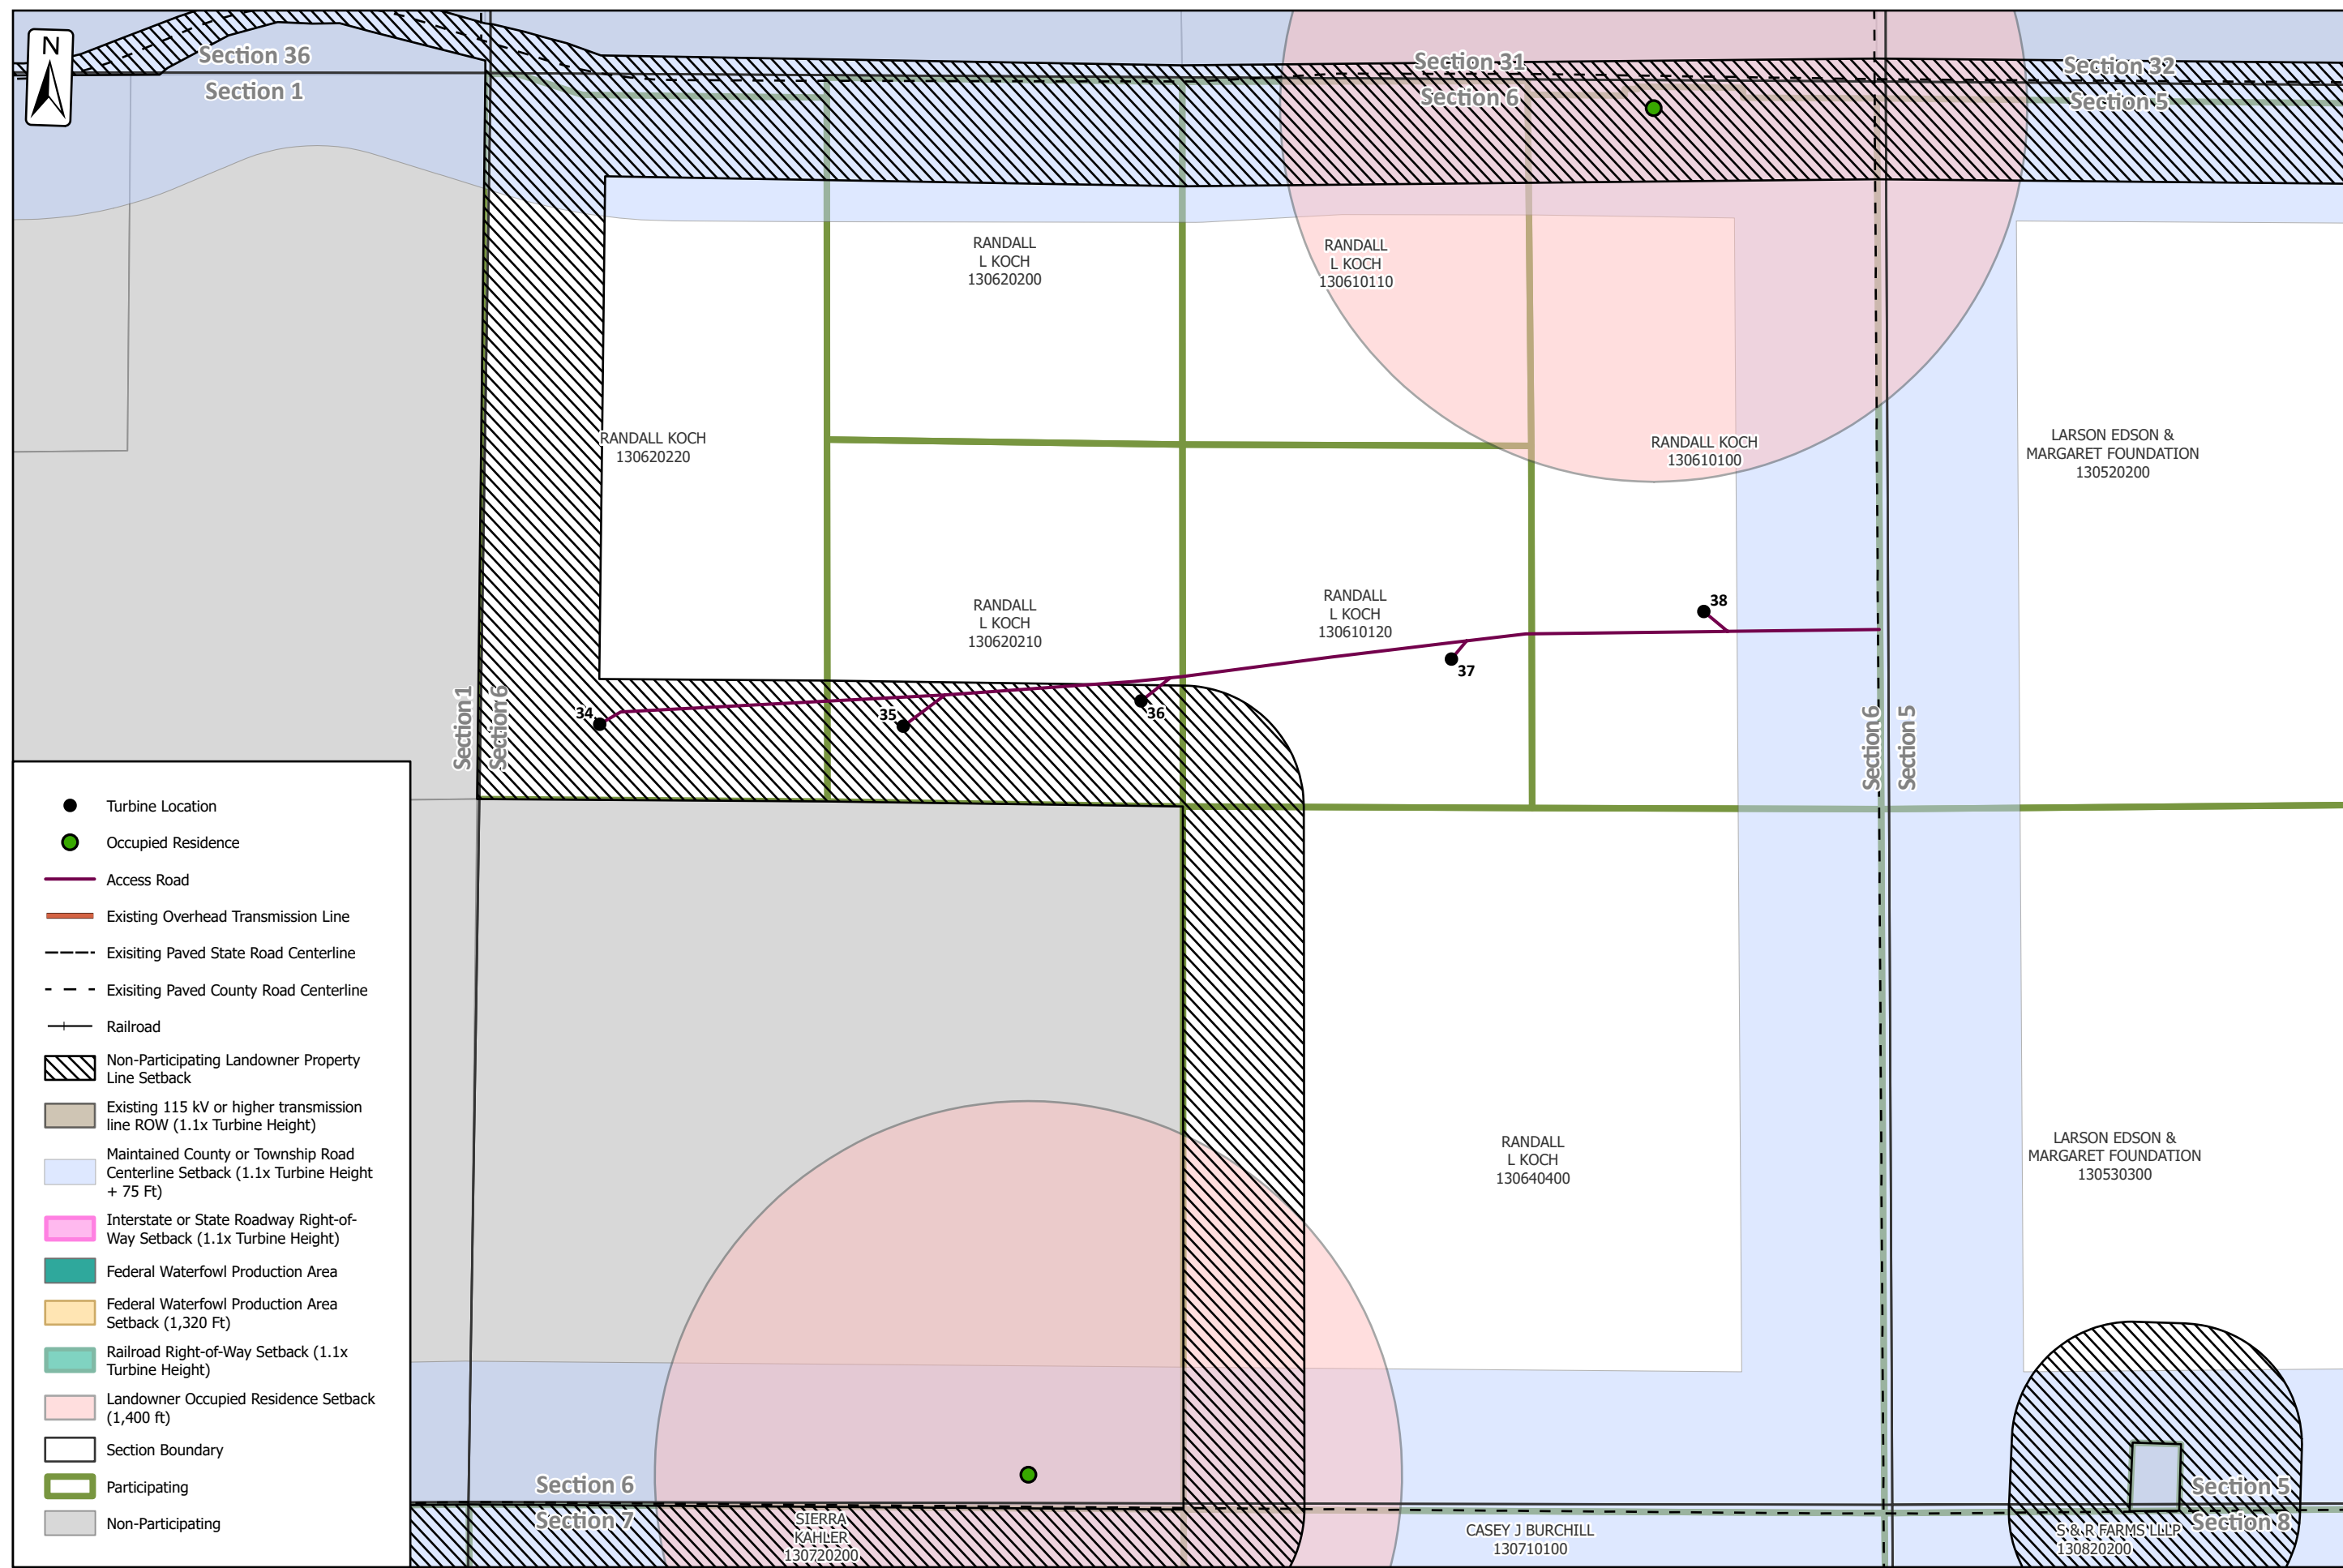 N
Section 36
Section 1
Section 31
Section 6
Section 32
Section 5
RANDALL
L KOCH
130620200
RANDALL
L KOCH
130610110
RANDALL KOCH
130620220
RANDALL KOCH
130610100
LARSON EDSON &
MARGARET FOUNDATION
130520200
RANDALL
L KOCH
130620210
RANDALL
L KOCH
130610120
38
37
34
35
36
Section 1
Section 6
Section 6
Section 5
Turbine Location
Occupied Residence
Access Road
Existing Overhead Transmission Line
Exisiting Paved State Road Centerline
Exisiting Paved County Road Centerline
Railroad
Non-Participating Landowner Property
Line Setback
Existing 115 kV or higher transmission
line ROW (1.1x Turbine Height)
Maintained County or Township Road
Centerline Setback (1.1x Turbine Height
+ 75 Ft)
Interstate or State Roadway Right-of-
Way Setback (1.1x Turbine Height)
Federal Waterfowl Production Area
Federal Waterfowl Production Area
Setback (1,320 Ft)
Railroad Right-of-Way Setback (1.1x
Turbine Height)
Landowner Occupied Residence Setback
(1,400 ft)
Section Boundary
Participating
Non-Participating
RANDALL
L KOCH
130640400
LARSON EDSON &
MARGARET FOUNDATION
130530300
Section 6
Section 7
Section 5
Section 8
SIERRA
KAHLER
130720200
CASEY J BURCHILL
130710100
S & R FARMS LLLP
130820200